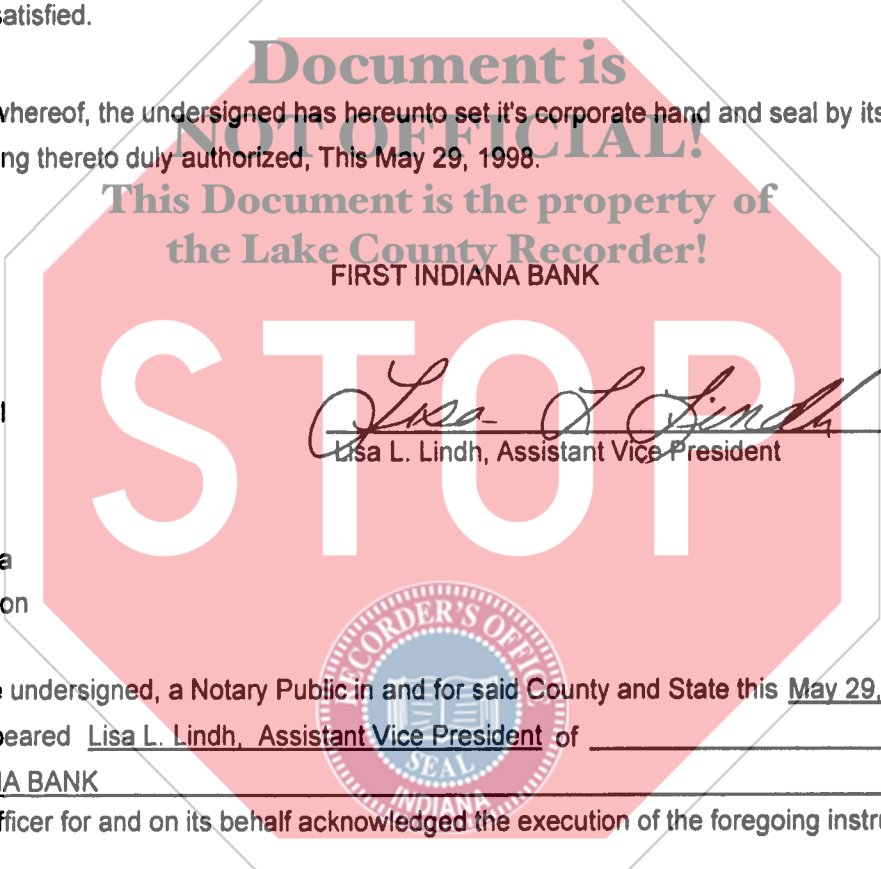 satisfied.
Document is
whereof, the undersigned has hereunto set it's corporate hand and seal by its
NOT OFFICIAL!
ng thereto duly authorized, This May 29, 1998.
This Document is the property of
the Lake County Recorder!
FIRST INDIANA BANK
STOP
Lisa L Lindh
Lisa L. Lindh, Assistant Vice President
a
on
RECORDER'S OFFICE
undersigned, a Notary Public in and for said County and State this May 29,
peared Lisa L. Lindh, Assistant Vice President of
SEAL
NA BANK
INDIANA
fficer for and on its behalf acknowledged the execution of the foregoing instru